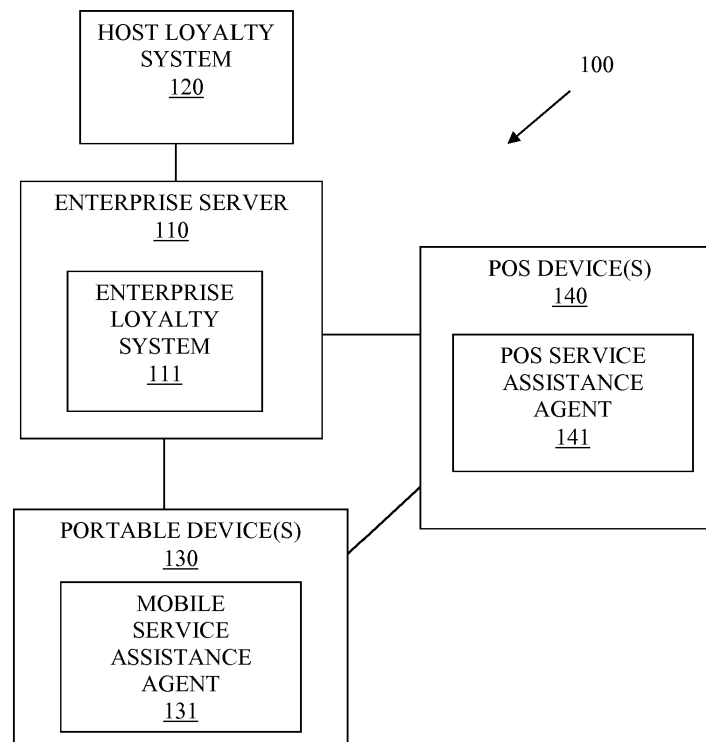 HOST LOYALTY
SYSTEM
120
100
ENTERPRISE SERVER
110
ENTERPRISE
LOYALTY
SYSTEM
111
POS DEVICE(S)
140
POS SERVICE
ASSISTANCE
AGENT
141
PORTABLE DEVICE(S)
130
MOBILE
SERVICE
ASSISTANCE
AGENT
131